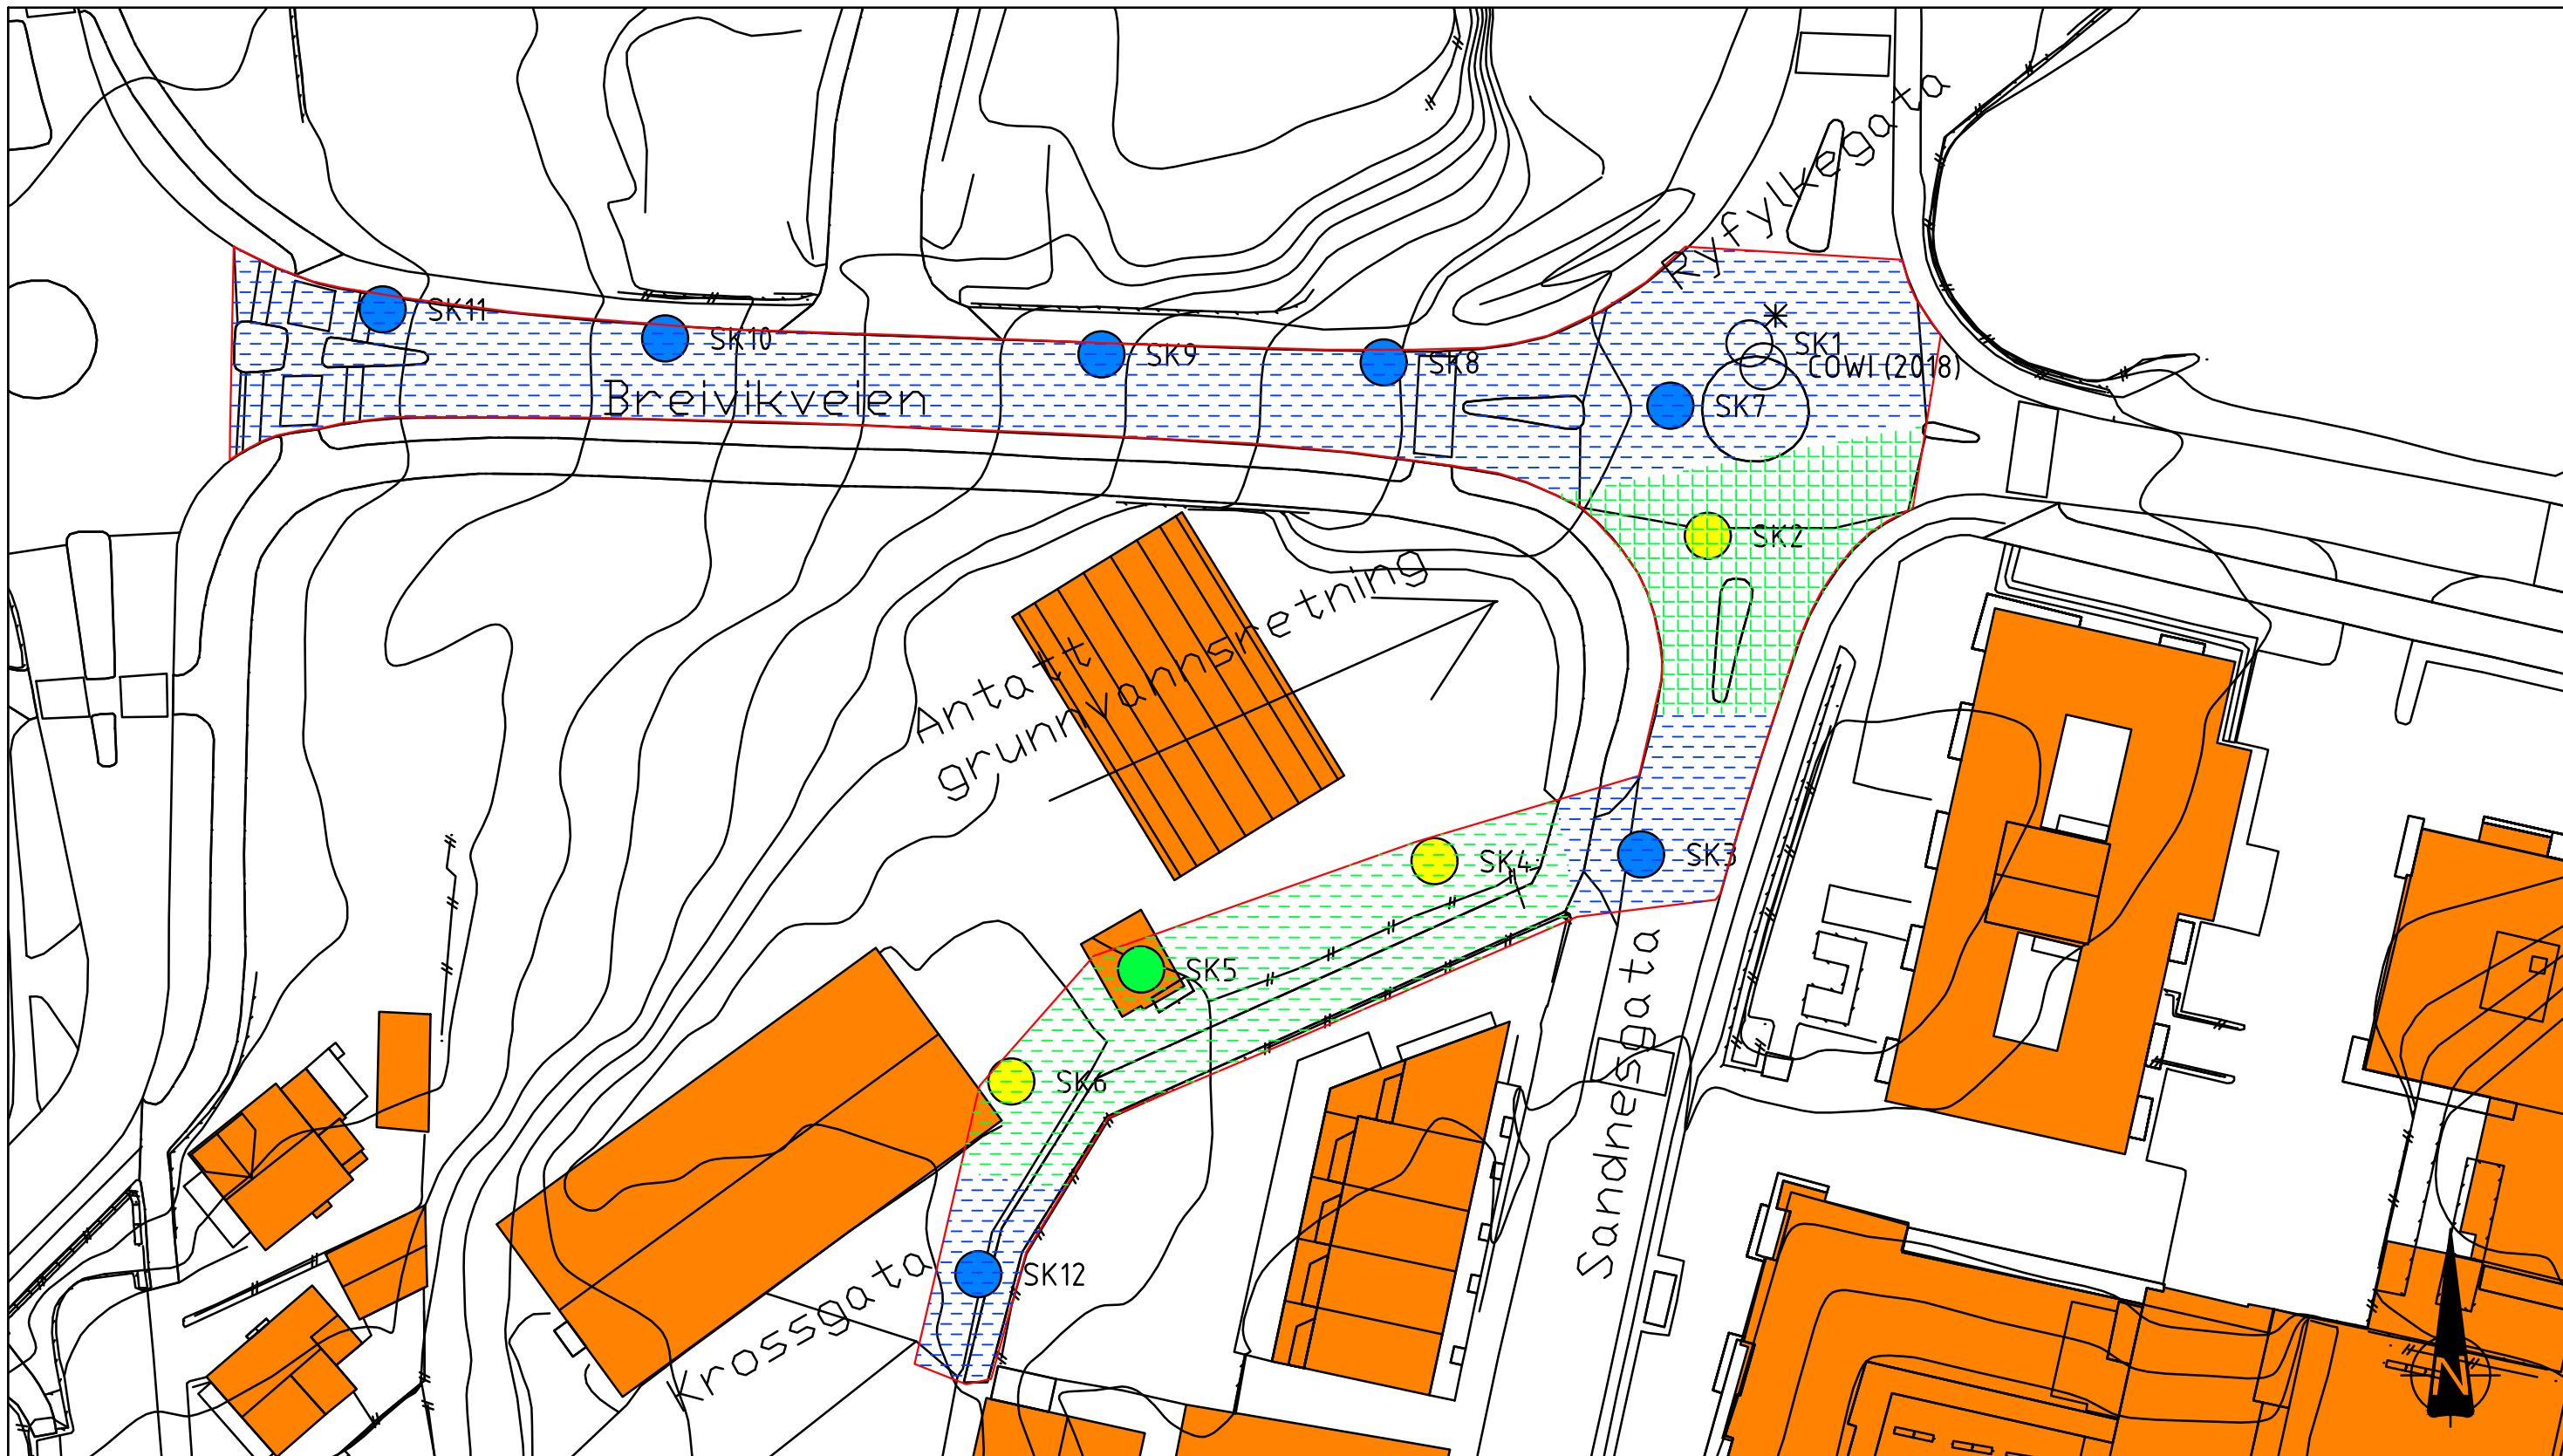 Ryfylkegata
SK11
SK10
SK9
SK8
SK1
COWI (2018)
SK7
Breivikveien
SK2
Antatt
grunnvannsretning
SK4
SK3
SK5
SK6
Sandnesgata
SK12
Krossgata
N